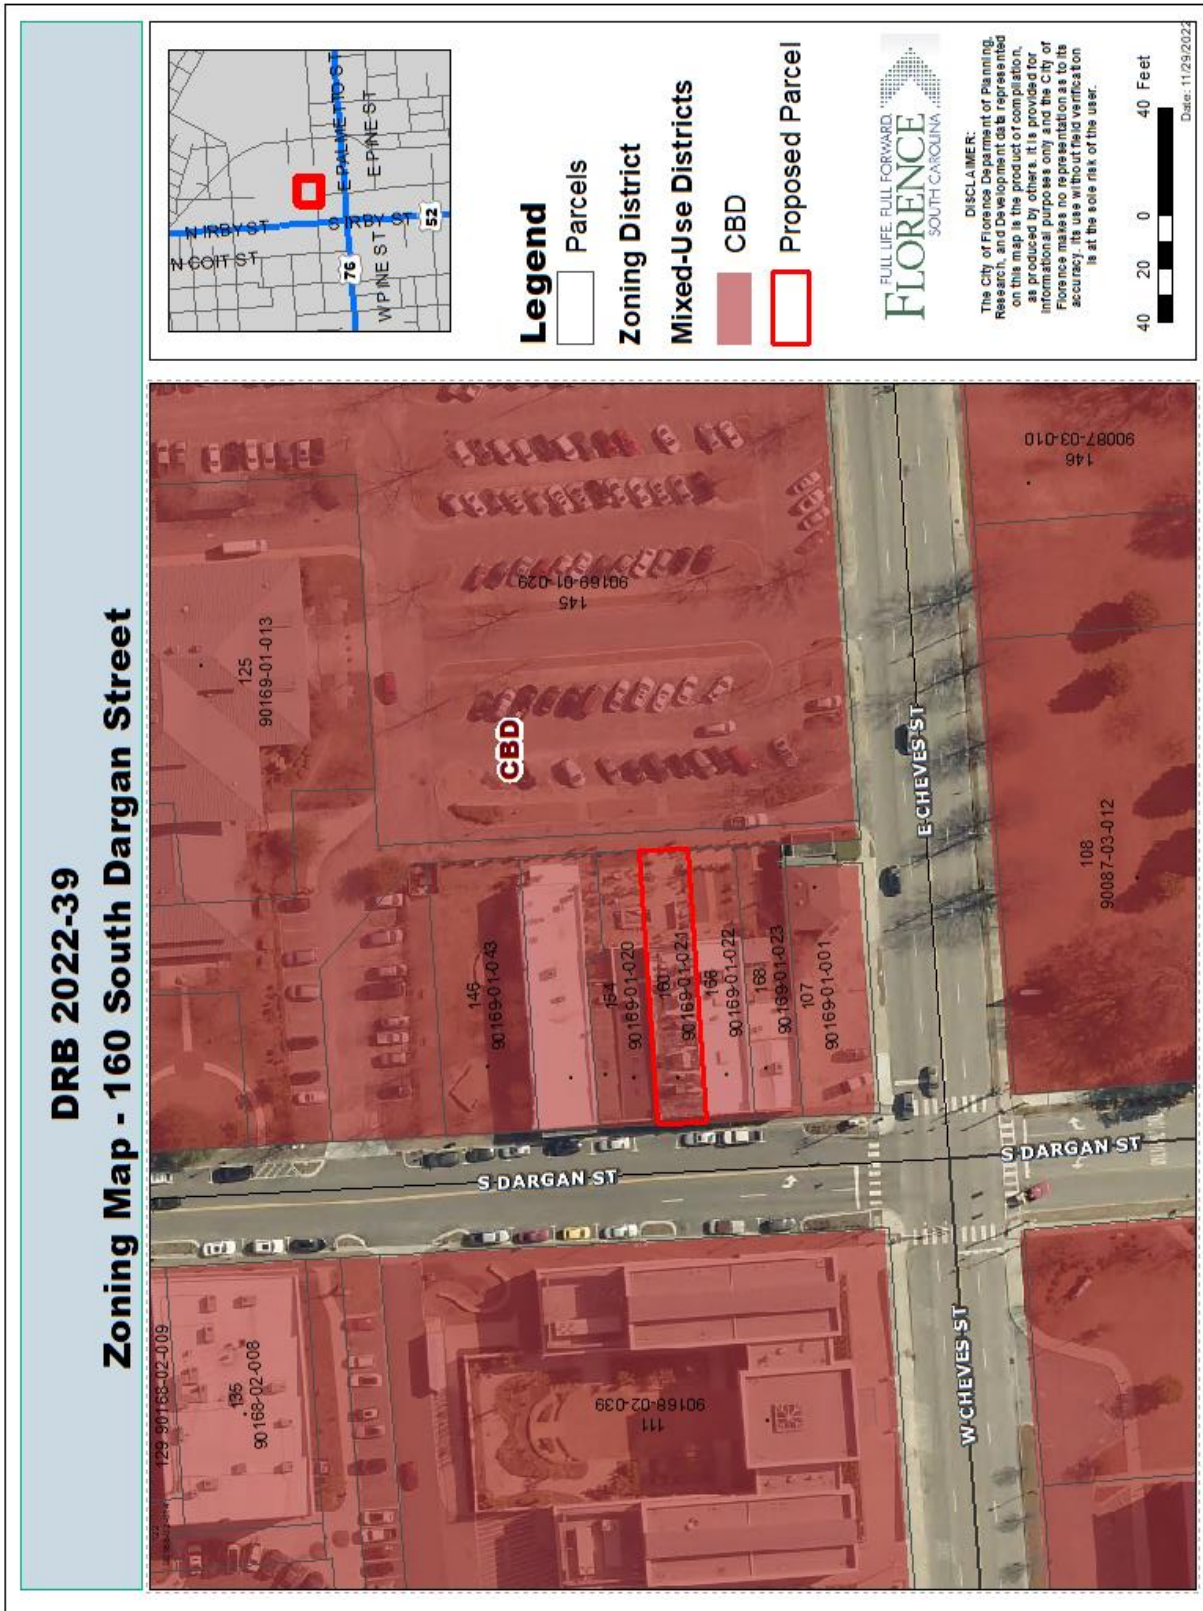 DRB 2022-39
Zoning Map - 160 South Dargan Street
129 90168-02-009
135
90168-02-008
111
90168-02-039
125
90169-01-013
145
90169-01-029
CBD
146
90169-01-043
154
90169-01-020
160
90169-01-021
166
90169-01-022
168
90169-01-023
107
90169-01-001
S DARGAN ST
S DARGAN ST
E CHEVES ST
W CHEVES ST
108
90087-03-012
146
90087-03-010
N IRBY ST
N COIT ST
S IRBY ST
E PALMETTO ST
E PINE ST
W PINE ST
76
52
Legend
Parcels
Zoning District
Mixed-Use Districts
CBD
Proposed Parcel
FULL LIFE. FULL FORWARD.
FLORENCE
SOUTH CAROLINA
DISCLAIMER:
The City of Florence Deparment of Planning,
Research, and Development data represented
on this map is the product of compilation,
as produced by others. It is provided for
informational purposes only and the City of
Florence makes no representation as to its
accuracy. Its use without field verification
is at the sole risk of the user.
40 20 0 40 Feet
Date: 11/29/2022